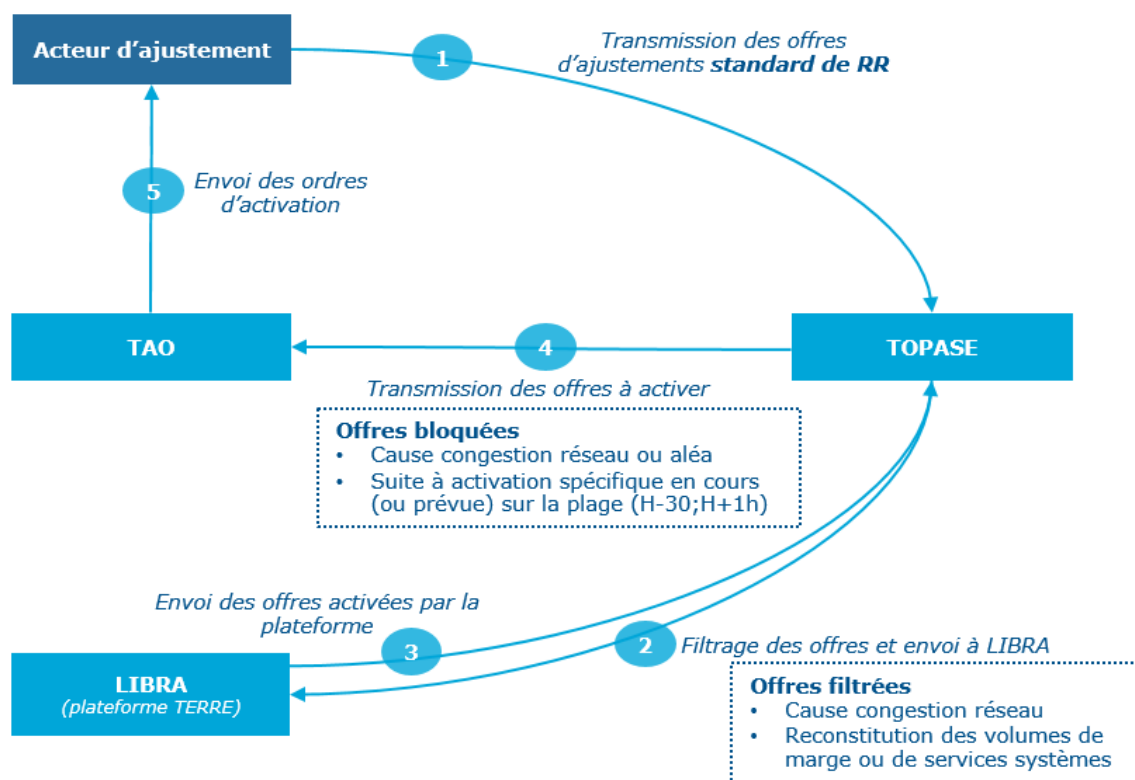 Acteur d'ajustement
1
Transmission des offres
d'ajustements standard de RR
5
Envoi des ordres
d'activation
TAO
4
TOPASE
Transmission des offres à activer
Offres bloquées
• Cause congestion réseau ou aléa
• Suite à activation spécifique en cours
(ou prévue) sur la plage (H-30;H+1h)
Envoi des offres activées par la
plateforme
3
2
Filtrage des offres et envoi à LIBRA
LIBRA
(plateforme TERRE)
Offres filtrées
• Cause congestion réseau
• Reconstitution des volumes de
marge ou de services systèmes